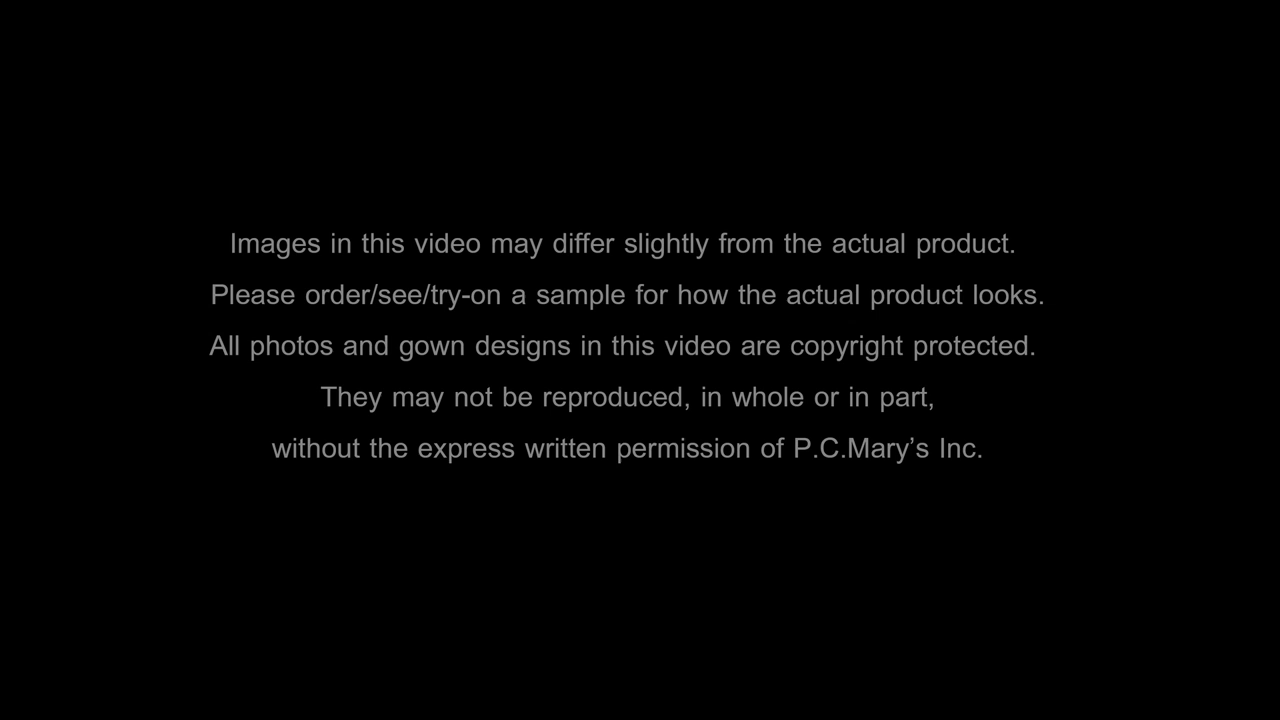 Images in this video may differ slightly from the actual product.
Please order/see/try-on a sample for how the actual product looks.
All photos and gown designs in this video are copyright protected.
They may not be reproduced, in whole or in part,
without the express written permission of P.C.Mary’s Inc.